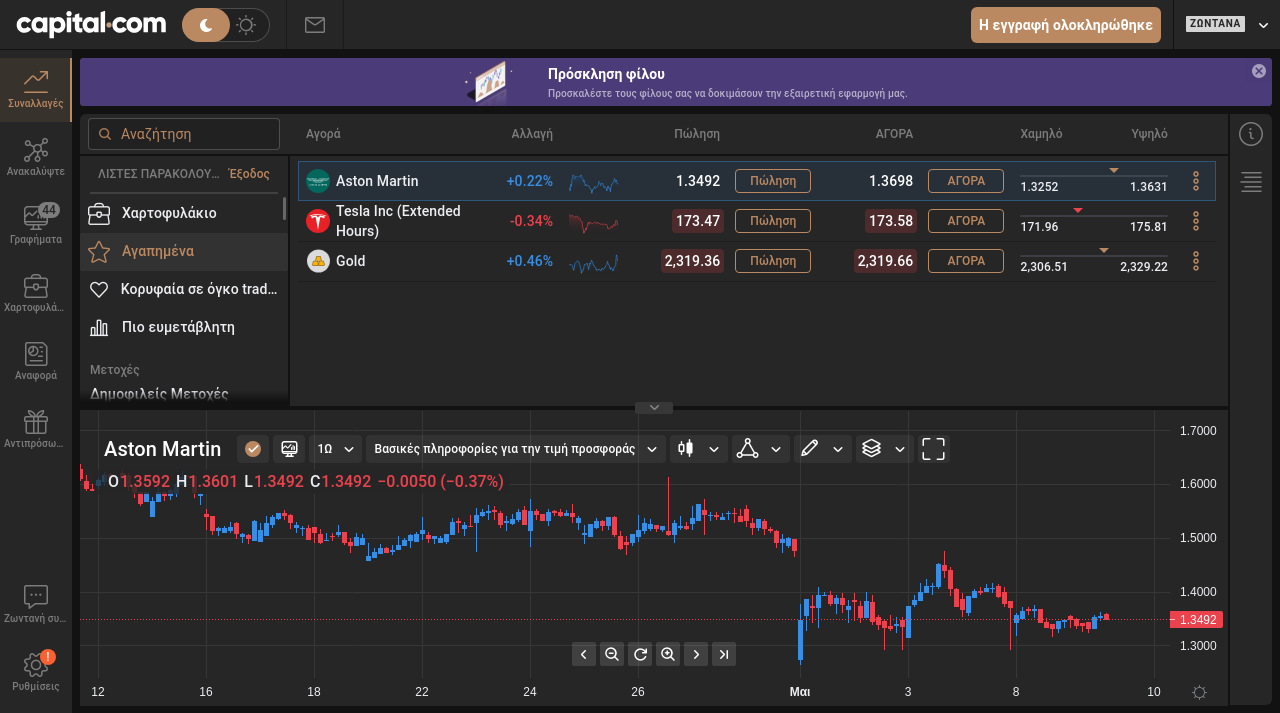 capital.com
Η εγγραφή ολοκληρώθηκε
ΖΩΝΤΑΝΑ
Πρόσκληση φίλου
Προσκαλέστε τους φίλους σας να δοκιμάσουν την εξαιρετική εφαρμογή μας.
Συναλλαγές
Ανακαλύψτε
44
Γραφήματα
Χαρτοφυλά...
Αναφορά
Αντιπρόσω...
Ζωντανή συ...
!
Ρυθμίσεις
Αναζήτηση
ΛΙΣΤΕΣ ΠΑΡΑΚΟΛΟΥ... Έξοδος
Χαρτοφυλάκιο
Αγαπημένα
Κορυφαία σε όγκο trad...
Πιο ευμετάβλητη
Μετοχές
Δημοφιλείς Μετοχές
Αγορά Αλλαγή Πώληση ΑΓΟΡΑ Χαμηλό Υψηλό
Aston Martin +0.22% 1.3492 Πώληση 1.3698 ΑΓΟΡΑ 1.3252 1.3631
Tesla Inc (Extended
Hours) -0.34% 173.47 Πώληση 173.58 ΑΓΟΡΑ 171.96 175.81
Gold +0.46% 2,319.36 Πώληση 2,319.66 ΑΓΟΡΑ 2,306.51 2,329.22
Aston Martin 1Ω Βασικές πληροφορίες για την τιμή προσφοράς
O1.3592 H1.3601 L1.3492 C1.3492 −0.0050 (−0.37%)
1.7000
1.6000
1.5000
1.4000
1.3492
1.3000
12 16 18 22 24 26 Μαι 3 8 10